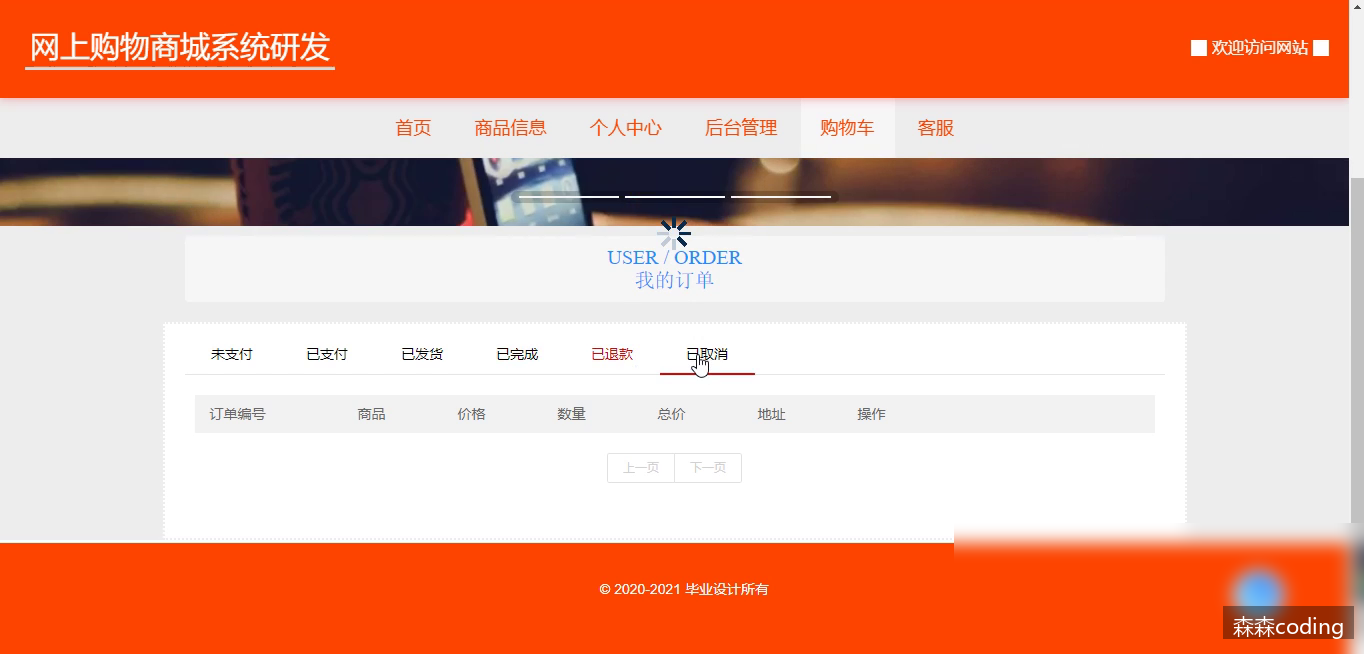 网上购物商城系统研发
欢迎访问网站
首页 商品信息 个人中心 后台管理 购物车 客服
USER / ORDER
我的订单
未支付 已支付 已发货 已完成 已退款 已取消
订单编号 商品 价格 数量 总价 地址 操作
上一页 下一页
© 2020-2021 毕业设计所有
森森coding